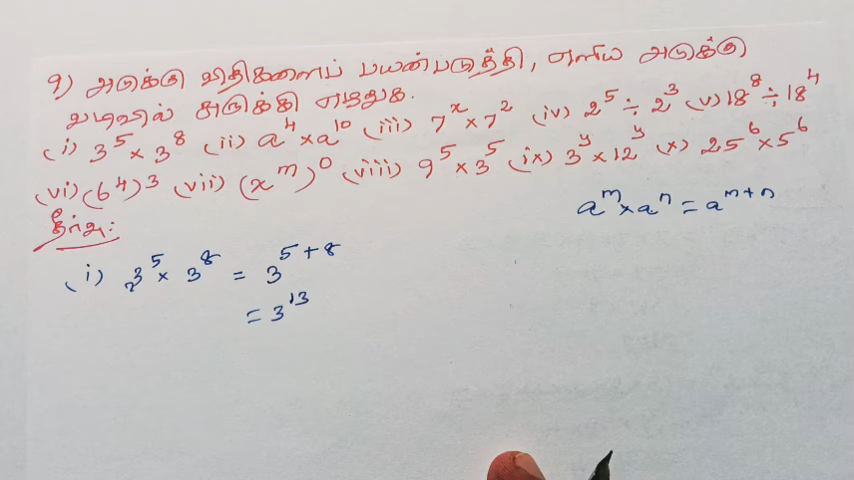 9) அடுக்கு விதிகளைப் பயன்படுத்தி, எளிய அடுக்கு
வடிவில் சுருக்கி எழுதுக.
(i) 3⁵ × 3⁸ (ii) a⁴ × a¹⁰ (iii) 7ˣ × 7² (iv) 2⁵ ÷ 2³ (v) 18⁸ ÷ 18⁴
(vi) (6⁴)³ (vii) (xᵐ)⁰ (viii) 9⁵ × 3⁵ (ix) 3ʸ × 12ʸ (x) 25⁶ × 5⁶
தீர்வு:
aᵐ × aⁿ = aᵐ⁺ⁿ
(i) 3⁵ × 3⁸ = 3⁵⁺⁸
= 3¹³